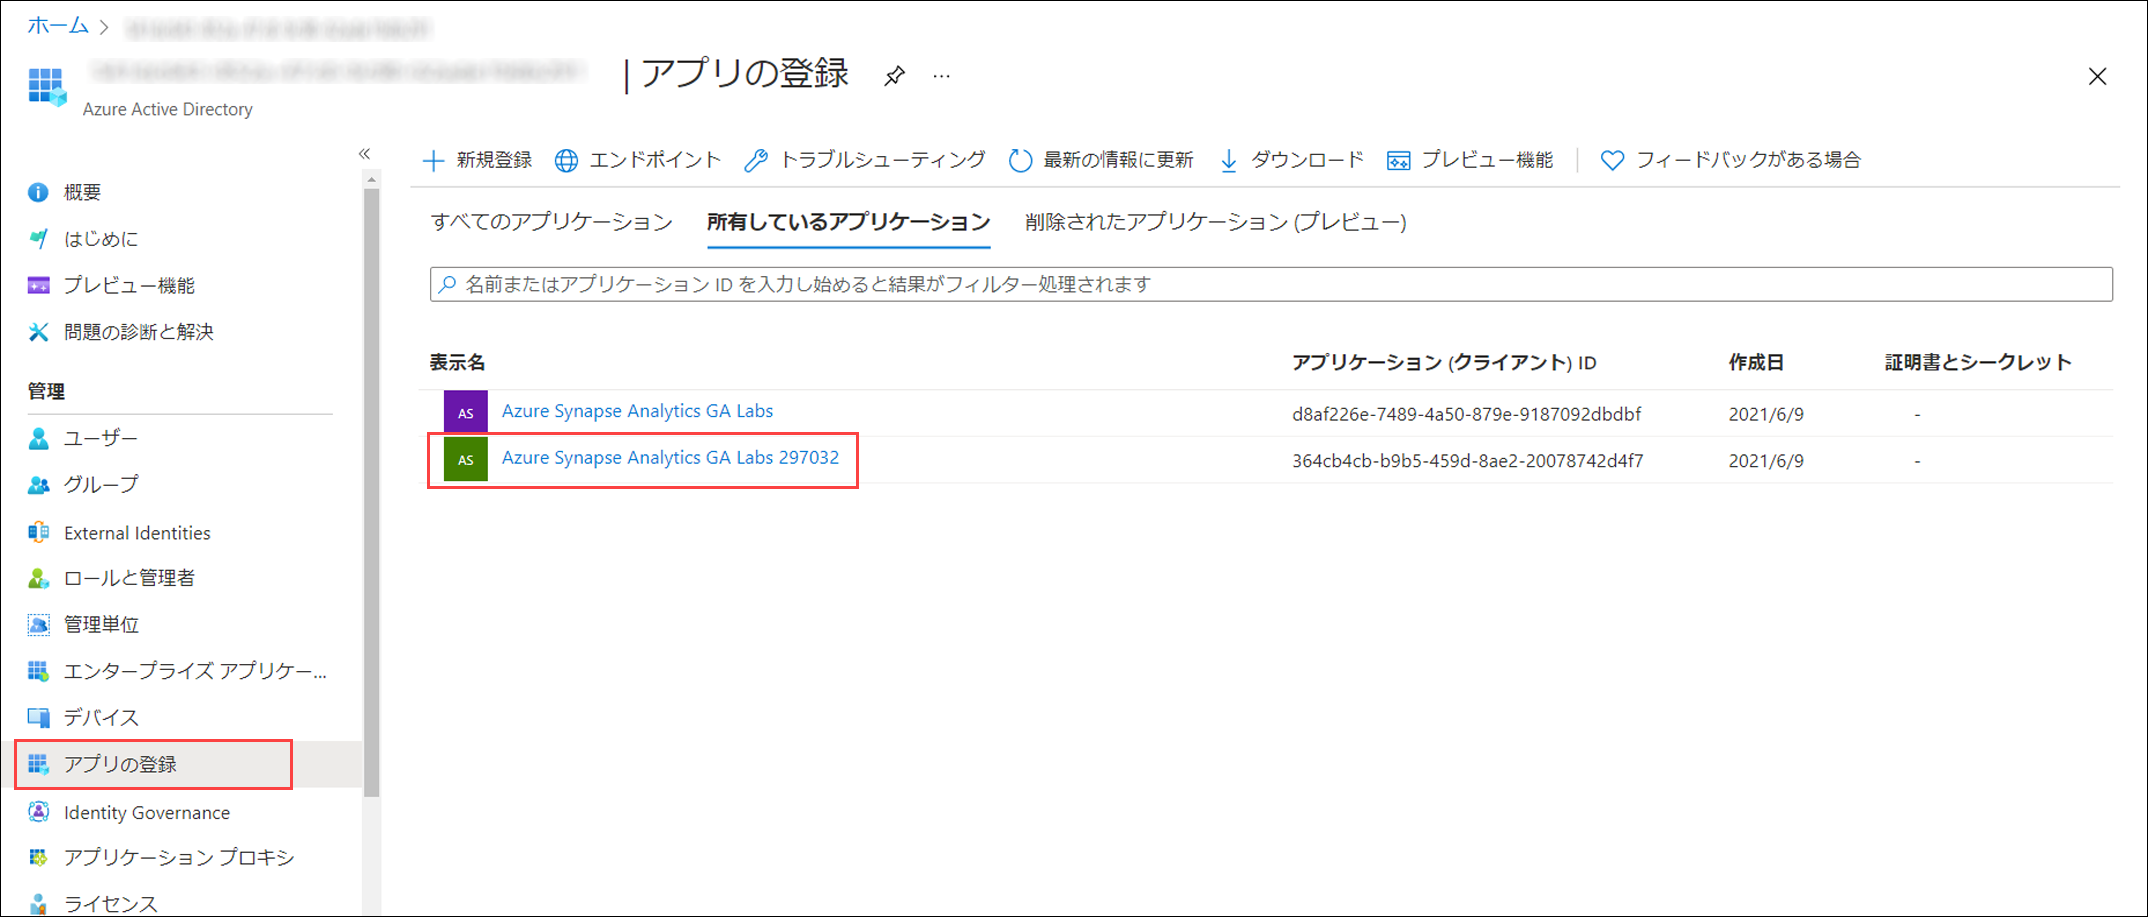 ホーム
| アプリの登録
Azure Active Directory
概要
はじめに
プレビュー機能
問題の診断と解決
管理
ユーザー
グループ
External Identities
ロールと管理者
管理単位
エンタープライズ アプリケー...
デバイス
アプリの登録
Identity Governance
アプリケーション プロキシ
ライセンス
新規登録 エンドポイント トラブルシューティング 最新の情報に更新 ダウンロード プレビュー機能 フィードバックがある場合
すべてのアプリケーション 所有しているアプリケーション 削除されたアプリケーション (プレビュー)
名前またはアプリケーション ID を入力し始めると結果がフィルター処理されます
表示名 アプリケーション (クライアント) ID 作成日 証明書とシークレット
AS Azure Synapse Analytics GA Labs d8af226e-7489-4a50-879e-9187092dbdbf 2021/6/9 -
AS Azure Synapse Analytics GA Labs 297032 364cb4cb-b9b5-459d-8ae2-20078742d4f7 2021/6/9 -